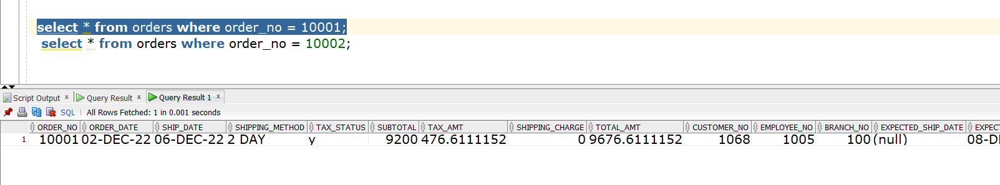 select * from orders where order_no = 10001;
select * from orders where order_no = 10002;
Script Output x Query Result x Query Result 1 x
SQL All Rows Fetched: 1 in 0.001 seconds
ORDER_NO ORDER_DATE SHIP_DATE SHIPPING_METHOD TAX_STATUS SUBTOTAL TAX_AMT SHIPPING_CHARGE TOTAL_AMT CUSTOMER_NO EMPLOYEE_NO BRANCH_NO EXPECTED_SHIP_DATE EXPECT
1 10001 02-DEC-22 06-DEC-22 2 DAY y 9200 476.6111152 0 9676.6111152 1068 1005 100 (null) 08-D